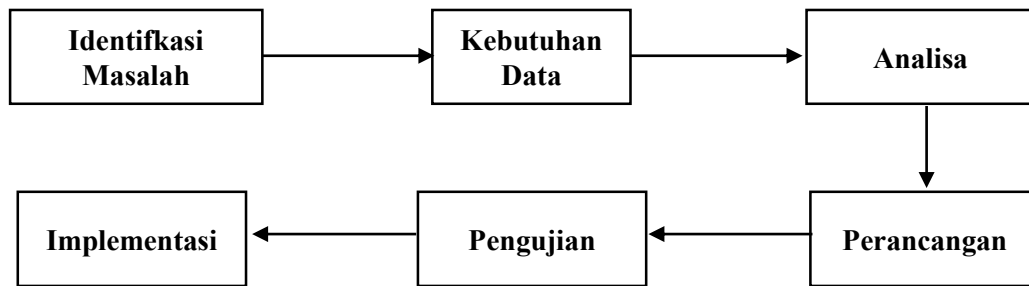 Identifkasi
Masalah
Kebutuhan
Data
Analisa
Perancangan
Pengujian
Implementasi